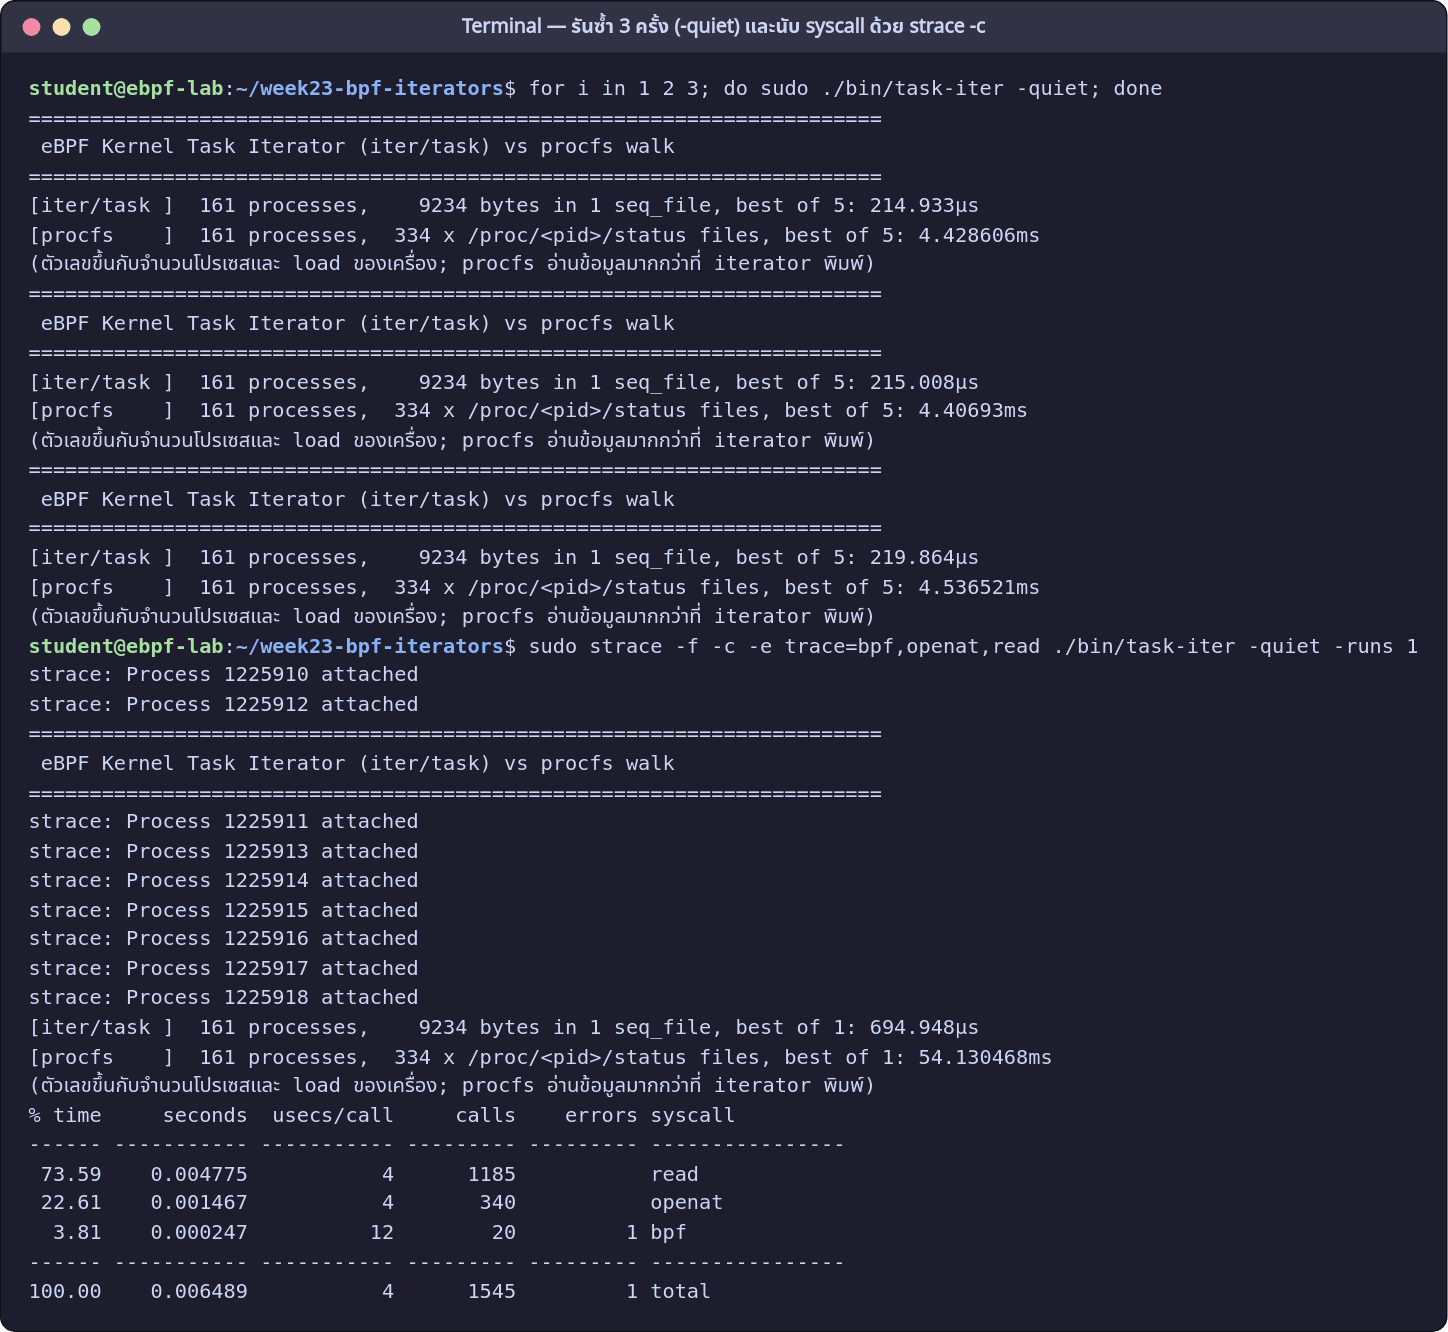 Terminal — รันซ้ำ 3 ครั้ง (-quiet) และนับ syscall ด้วย strace -c
student@ebpf-lab:~/week23-bpf-iterators$ for i in 1 2 3; do sudo ./bin/task-iter -quiet; done
======================================================================
 eBPF Kernel Task Iterator (iter/task) vs procfs walk
======================================================================
[iter/task ]  161 processes,    9234 bytes in 1 seq_file, best of 5: 214.933µs
[procfs    ]  161 processes,  334 x /proc/<pid>/status files, best of 5: 4.428606ms
(ตัวเลขขึ้นกับจำนวนโปรเซสและ load ของเครื่อง; procfs อ่านข้อมูลมากกว่าที่ iterator พิมพ์)
======================================================================
 eBPF Kernel Task Iterator (iter/task) vs procfs walk
======================================================================
[iter/task ]  161 processes,    9234 bytes in 1 seq_file, best of 5: 215.008µs
[procfs    ]  161 processes,  334 x /proc/<pid>/status files, best of 5: 4.40693ms
(ตัวเลขขึ้นกับจำนวนโปรเซสและ load ของเครื่อง; procfs อ่านข้อมูลมากกว่าที่ iterator พิมพ์)
======================================================================
 eBPF Kernel Task Iterator (iter/task) vs procfs walk
======================================================================
[iter/task ]  161 processes,    9234 bytes in 1 seq_file, best of 5: 219.864µs
[procfs    ]  161 processes,  334 x /proc/<pid>/status files, best of 5: 4.536521ms
(ตัวเลขขึ้นกับจำนวนโปรเซสและ load ของเครื่อง; procfs อ่านข้อมูลมากกว่าที่ iterator พิมพ์)
student@ebpf-lab:~/week23-bpf-iterators$ sudo strace -f -c -e trace=bpf,openat,read ./bin/task-iter -quiet -runs 1
strace: Process 1225910 attached
strace: Process 1225912 attached
======================================================================
 eBPF Kernel Task Iterator (iter/task) vs procfs walk
======================================================================
strace: Process 1225911 attached
strace: Process 1225913 attached
strace: Process 1225914 attached
strace: Process 1225915 attached
strace: Process 1225916 attached
strace: Process 1225917 attached
strace: Process 1225918 attached
[iter/task ]  161 processes,    9234 bytes in 1 seq_file, best of 1: 694.948µs
[procfs    ]  161 processes,  334 x /proc/<pid>/status files, best of 1: 54.130468ms
(ตัวเลขขึ้นกับจำนวนโปรเซสและ load ของเครื่อง; procfs อ่านข้อมูลมากกว่าที่ iterator พิมพ์)
% time     seconds  usecs/call     calls    errors syscall
------ ----------- ----------- --------- --------- ----------------
 73.59    0.004775           4      1185           read
 22.61    0.001467           4       340           openat
  3.81    0.000247          12        20         1 bpf
------ ----------- ----------- --------- --------- ----------------
100.00    0.006489           4      1545         1 total